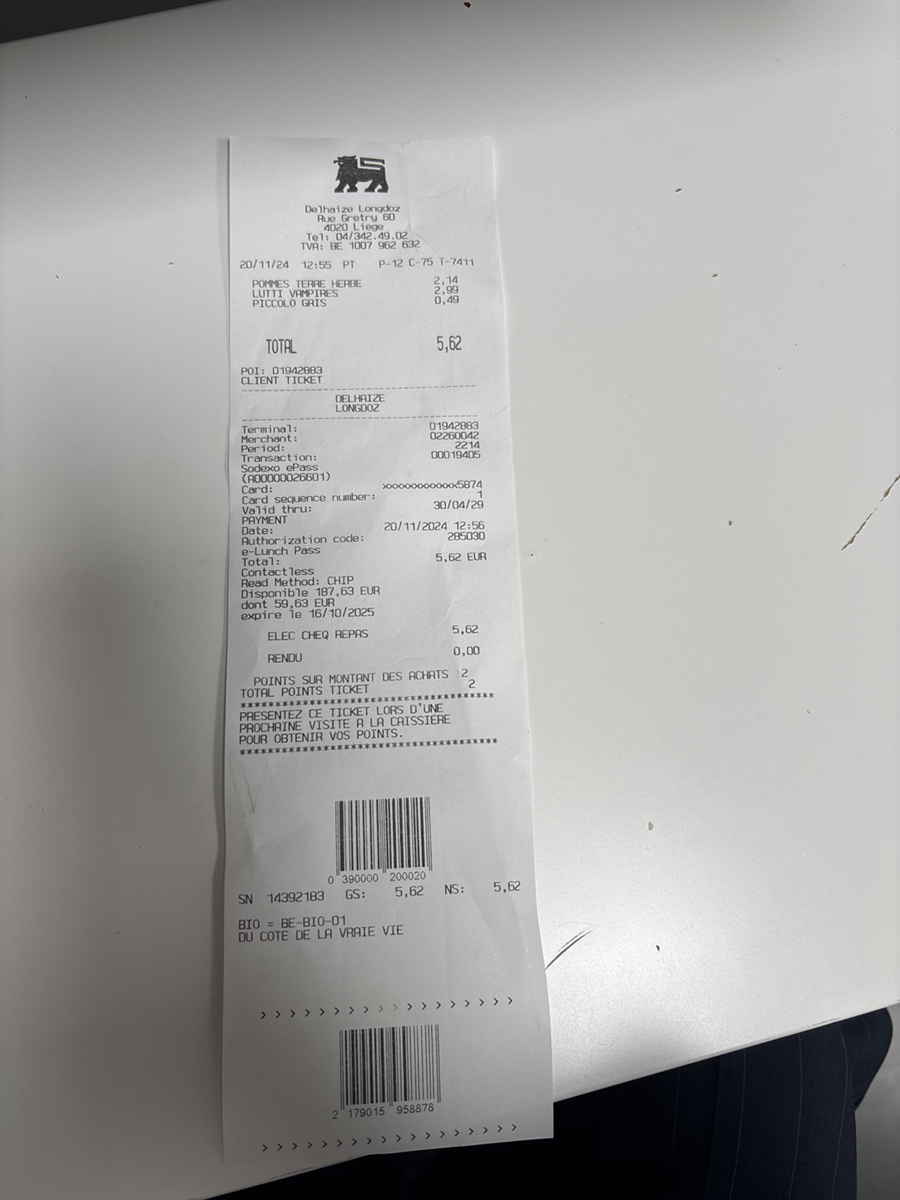 Delhaize Longdoz
Rue Gretry 60
4020 Liege
Tel: 04/342.49.02
TVA: BE 1007 962 632
20/11/24 12:55 PT P-12 C-75 T-7411
POMMES TERRE HERBE 2,14
LUTTI VAMPIRES 2,99
PICCOLO GRIS 0,49
TOTAL 5,62
POI: 01942883
CLIENT TICKET
DELHAIZE
LONGDOZ
Terminal: 01942883
Merchant: 02260042
Period: 2214
Transaction: 00019405
Sodexo ePass
(A00000026601)
Card: xxxxxxxxxxxxx5874
Card sequence number: 1
Valid thru: 30/04/29
PAYMENT
Date: 20/11/2024 12:56
Authorization code: 285030
e-Lunch Pass
Total: 5,62 EUR
Contactless
Read Method: CHIP
Disponible 187,63 EUR
dont 59,63 EUR
expire le 16/10/2025
ELEC CHEQ REPAS 5,62
RENDU 0,00
POINTS SUR MONTANT DES ACHATS 2
TOTAL POINTS TICKET 2
*************************************
PRESENTEZ CE TICKET LORS D'UNE
PROCHAINE VISITE A LA CAISSIERE
POUR OBTENIR VOS POINTS.
*************************************
0 390000 200020
SN 14392183 GS: 5,62 NS: 5,62
BIO = BE-BIO-01
DU COTE DE LA VRAIE VIE
> > > > > > > > > > > > > > > > >
2 179015 958878
> > > > > > > > > > > > > > > > >